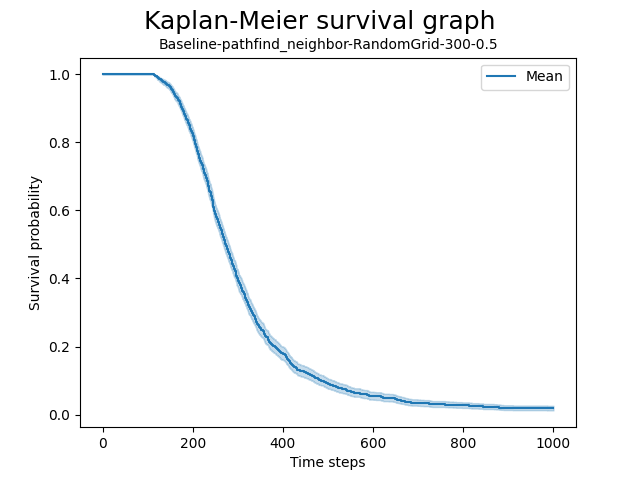 Kaplan-Meier survival graph
Baseline-pathfind_neighbor-RandomGrid-300-0.5
Mean
1.0
0.8
0.6
0.4
0.2
0.0
Survival probability
0 200 400 600 800 1000
Time steps